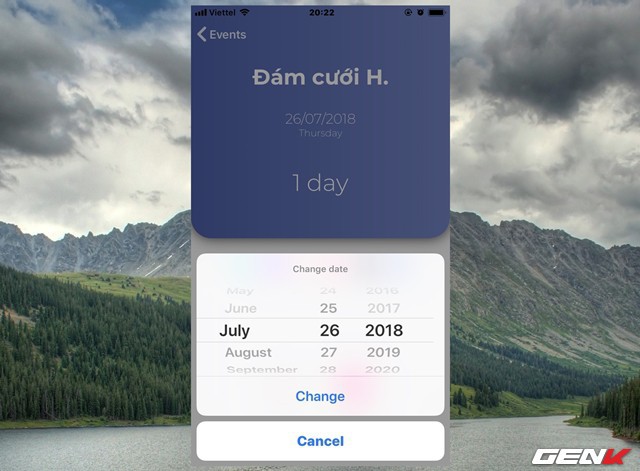 Viettel 20:22
Events
Đám cưới H.
26/07/2018
Thursday
1 day
Change date
May 24 2016
June 25 2017
July 26 2018
August 27 2019
September 28 2020
Change
Cancel
GENK